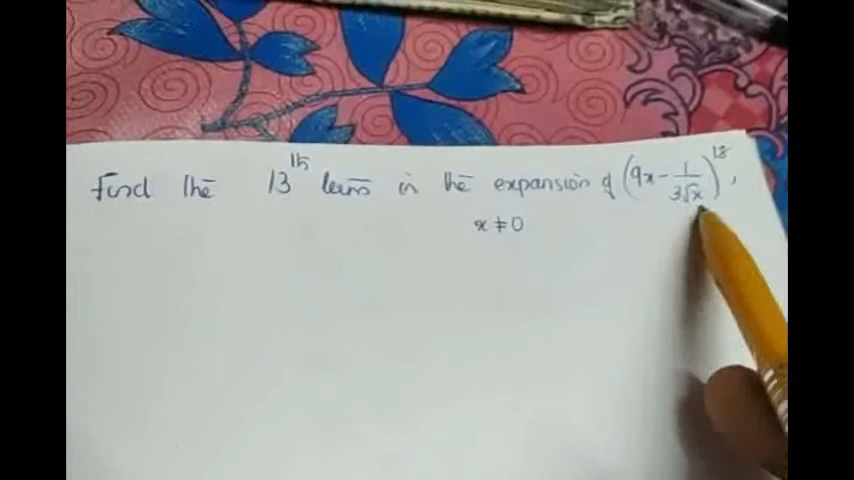 Find the 13th term in the expansion of (9x - 1/3√x)^18,
x ≠ 0